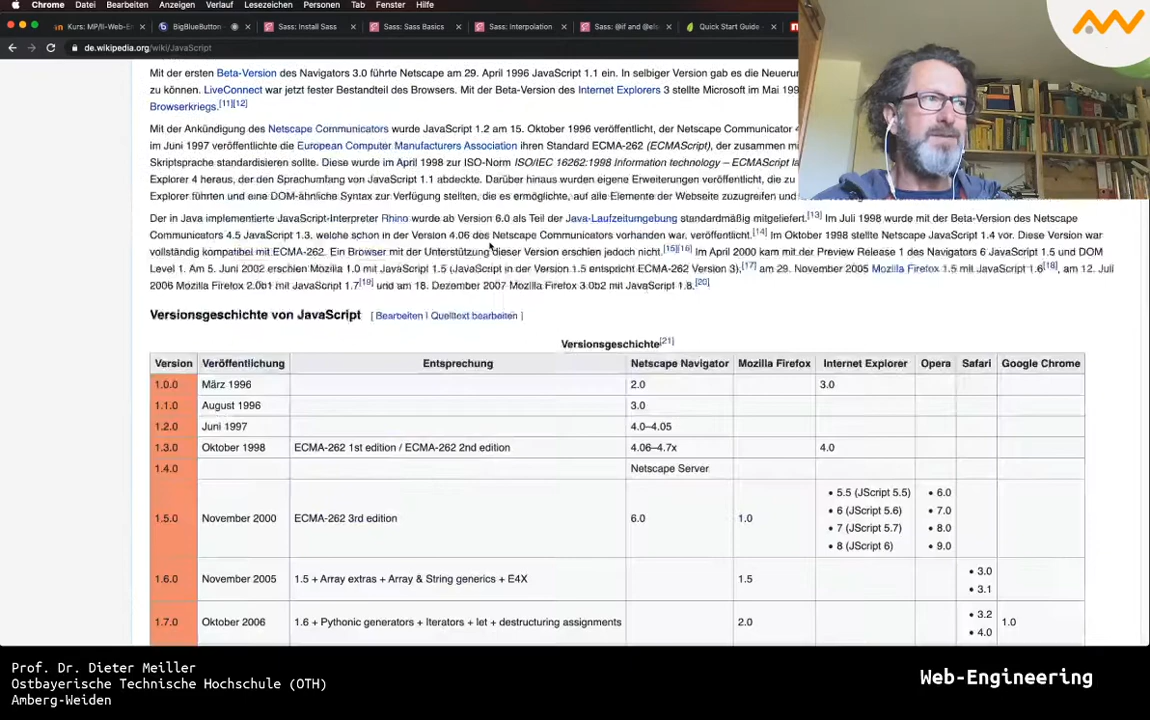 Chrome Datei Bearbeiten Anzeigen Verlauf Lesezeichen Personen Tab Fenster Hilfe
Kurs: MP/II-Web-E BigBlueButton Sass: Install Sass Sass: Sass Basics Sass: Interpolation Sass: @if and @els Quick Start Guide
de.wikipedia.org/wiki/JavaScript
Mit der ersten Beta-Version des Navigators 3.0 führte Netscape am 29. April 1996 JavaScript 1.1 ein. In selbiger Version gab es die Neuerun
zu. LiveConnect war jetzt fester Bestandteil des Browsers. Mit der Beta-Version des Internet Explorers 3 stellte Microsoft im Mai 199
Browserkriegs.[11][12]
Mit der Ankündigung des Netscape Communicators wurde JavaScript 1.2 am 15. Oktober 1996 veröffentlicht, der Netscape Communicator 4
im Juni 1997 veröffentlichte die European Computer Manufacturers Association ihren Standard ECMA-262 (ECMAScript), der zusammen m
Skriptsprache standardisieren sollte. Diese wurde im April 1998 zur ISO-Norm ISO/IEC 16262:1998 Information technology – ECMAScript la
Explorer 4 heraus, der den Sprachumfang von JavaScript 1.1 abdeckte. Darüber hinaus wurden eigene Erweiterungen veröffentlicht, die zu
Explorer führten und eine DOM-ähnliche Syntax zur Verfügung stellten, die es ermöglichte, auf alle Elemente der Webseite zuzugreifen und
Der in Java implementierte JavaScript-Interpreter Rhino wurde ab Version 6.0 als Teil der Java-Laufzeitumgebung standardmäßig mitgeliefert.[13] Im Juli 1998 wurde mit der Beta-Version des Netscape
Communicators 4.5 JavaScript 1.3, welche schon in der Version 4.06 des Netscape Communicators vorhanden war, veröffentlicht.[14] Im Oktober 1998 stellte Netscape JavaScript 1.4 vor. Diese Version war
vollständig kompatibel mit ECMA-262. Ein Browser mit der Unterstützung dieser Version erschien jedoch nicht.[15][16] Im April 2000 kam mit der Preview Release 1 des Navigators 6 JavaScript 1.5 und DOM
Level 1. Am 5. Juni 2002 erschien Mozilla 1.0 mit JavaScript 1.5 (JavaScript in der Version 1.5 entspricht ECMA-262 Version 3),[17] am 29. November 2005 Mozilla Firefox 1.5 mit JavaScript 1.6[18], am 12. Juli
2006 Mozilla Firefox 2.0b1 mit JavaScript 1.7[19] und am 18. Dezember 2007 Mozilla Firefox 3.0b2 mit JavaScript 1.8.[20]
Versionsgeschichte von JavaScript [ Bearbeiten | Quelltext bearbeiten ]
Versionsgeschichte[21]
Version Veröffentlichung Entsprechung Netscape Navigator Mozilla Firefox Internet Explorer Opera Safari Google Chrome
1.0.0 März 1996 2.0 3.0
1.1.0 August 1996 3.0
1.2.0 Juni 1997 4.0–4.05
1.3.0 Oktober 1998 ECMA-262 1st edition / ECMA-262 2nd edition 4.06–4.7x 4.0
1.4.0 Netscape Server
• 5.5 (JScript 5.5) • 6.0
• 6 (JScript 5.6) • 7.0
1.5.0 November 2000 ECMA-262 3rd edition 6.0 1.0
• 7 (JScript 5.7) • 8.0
• 8 (JScript 6) • 9.0
• 3.0
1.6.0 November 2005 1.5 + Array extras + Array & String generics + E4X 1.5
• 3.1
• 3.2
1.7.0 Oktober 2006 1.6 + Pythonic generators + Iterators + let + destructuring assignments 2.0 1.0
• 4.0
Prof. Dr. Dieter Meiller
Ostbayerische Technische Hochschule (OTH)
Amberg-Weiden
Web-Engineering